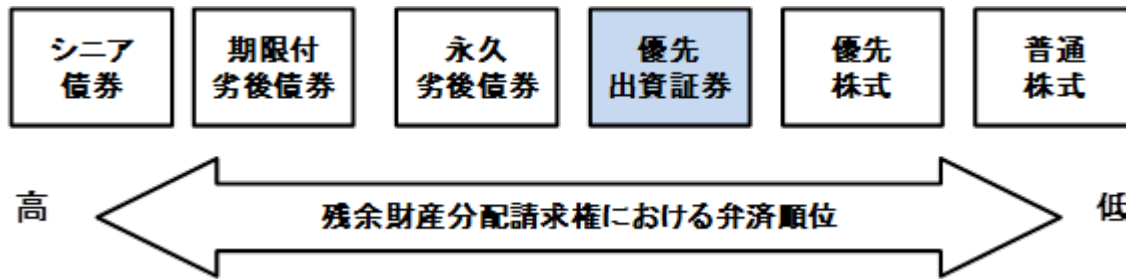 シニア
債券
期限付
劣後債券
永久
劣後債券
優先
出資証券
優先
株式
普通
株式
高
残余財産分配請求権における弁済順位
低